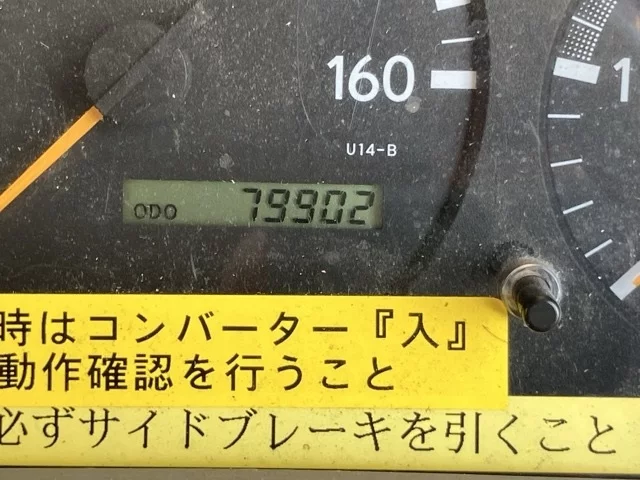 160
1
U14-B
ODO 79902
時はコンバーター『入』
動作確認を行うこと
必ずサイドブレーキを引くこと